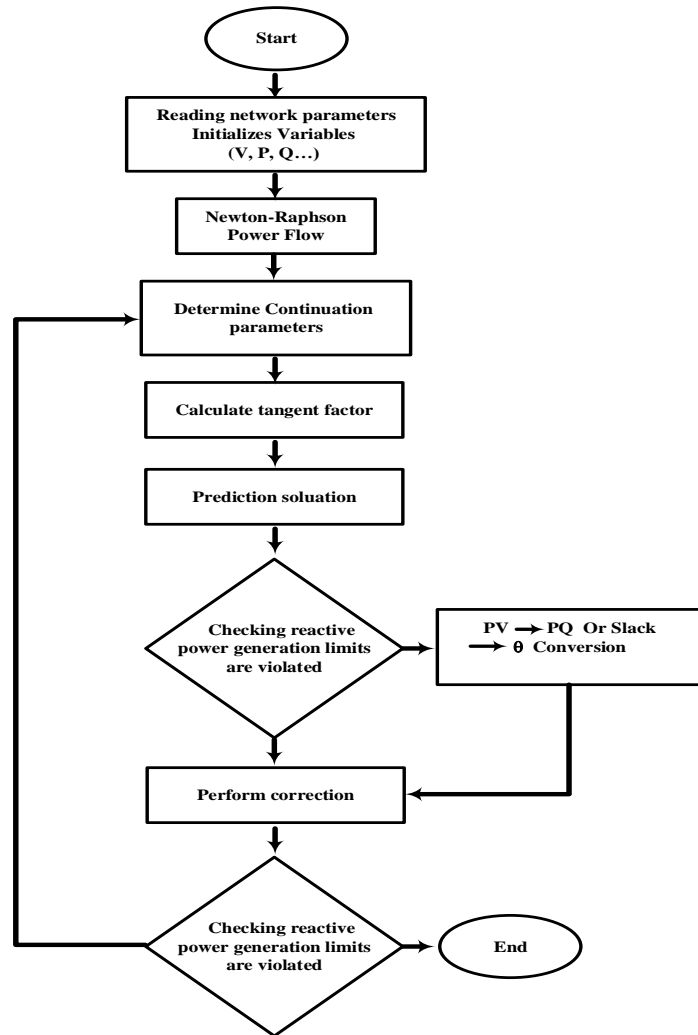 Start
Reading network parameters
Initializes Variables
(V, P, Q…)
Newton-Raphson
Power Flow
Determine Continuation
parameters
Calculate tangent factor
Prediction soluation
Checking reactive
power generation limits
are violated
PV → PQ Or Slack
→ θ Conversion
Perform correction
Checking reactive
power generation limits
are violated
End